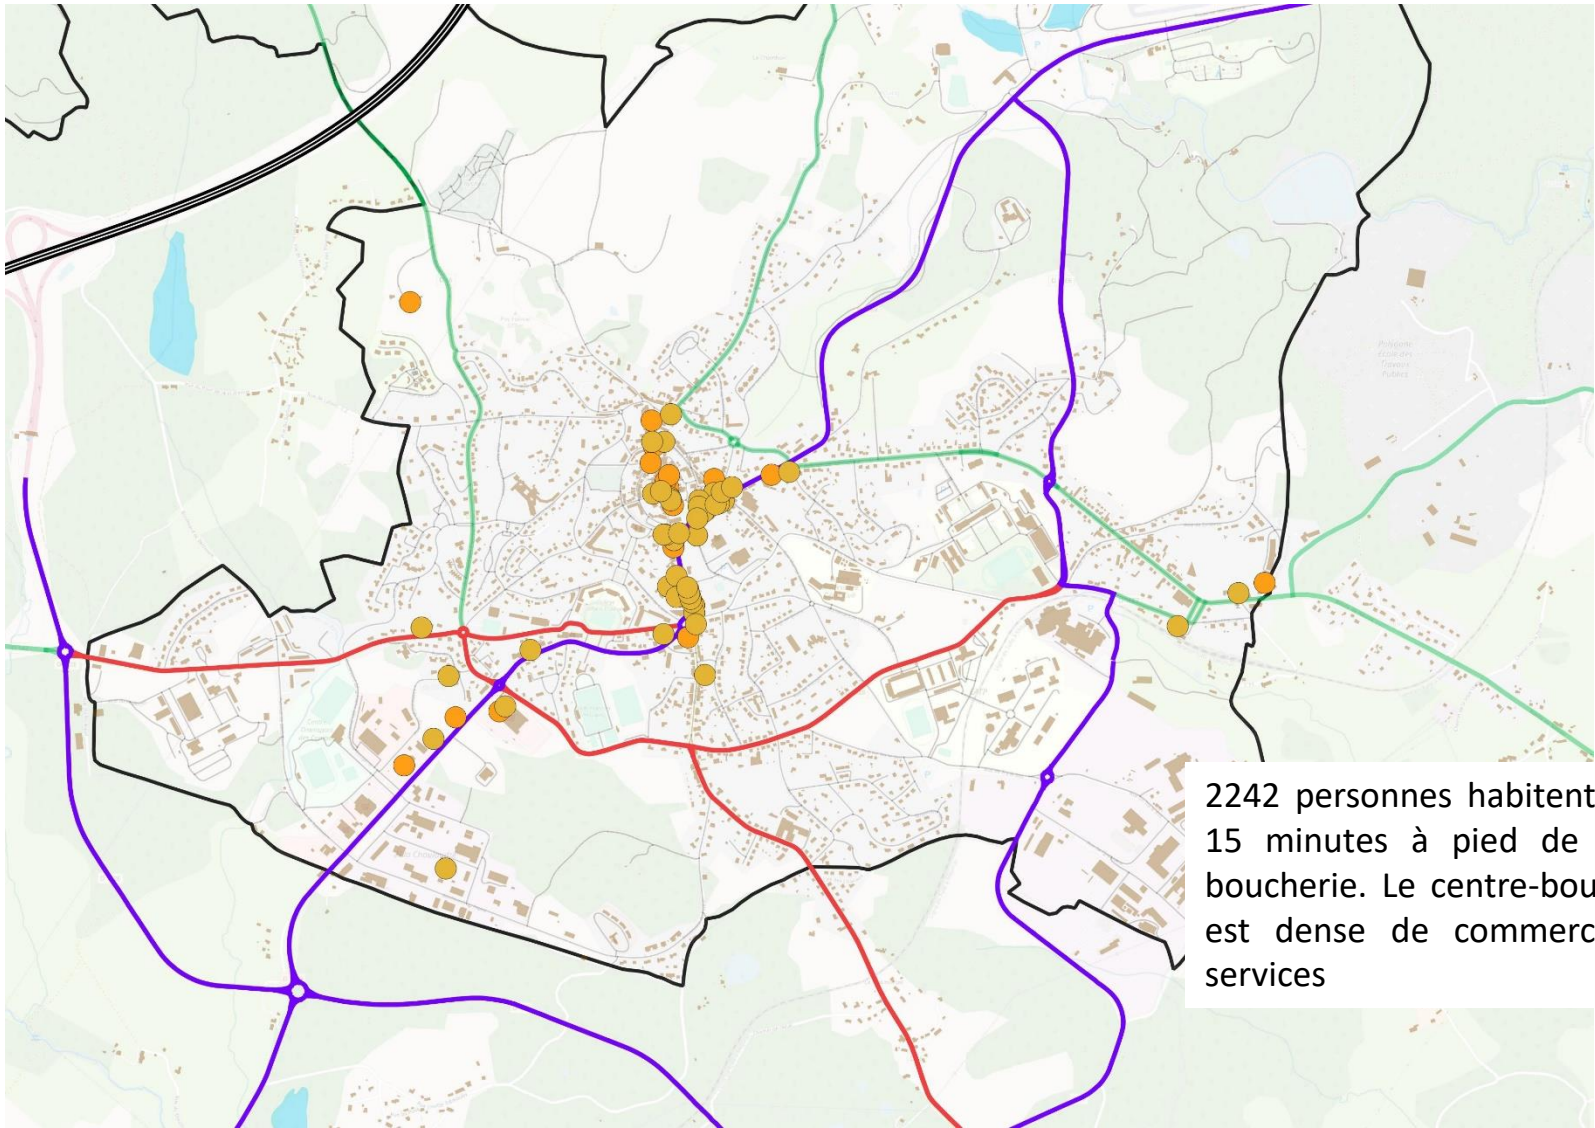 2242 personnes habitent
15 minutes à pied de
boucherie. Le centre-bou
est dense de commerc
services